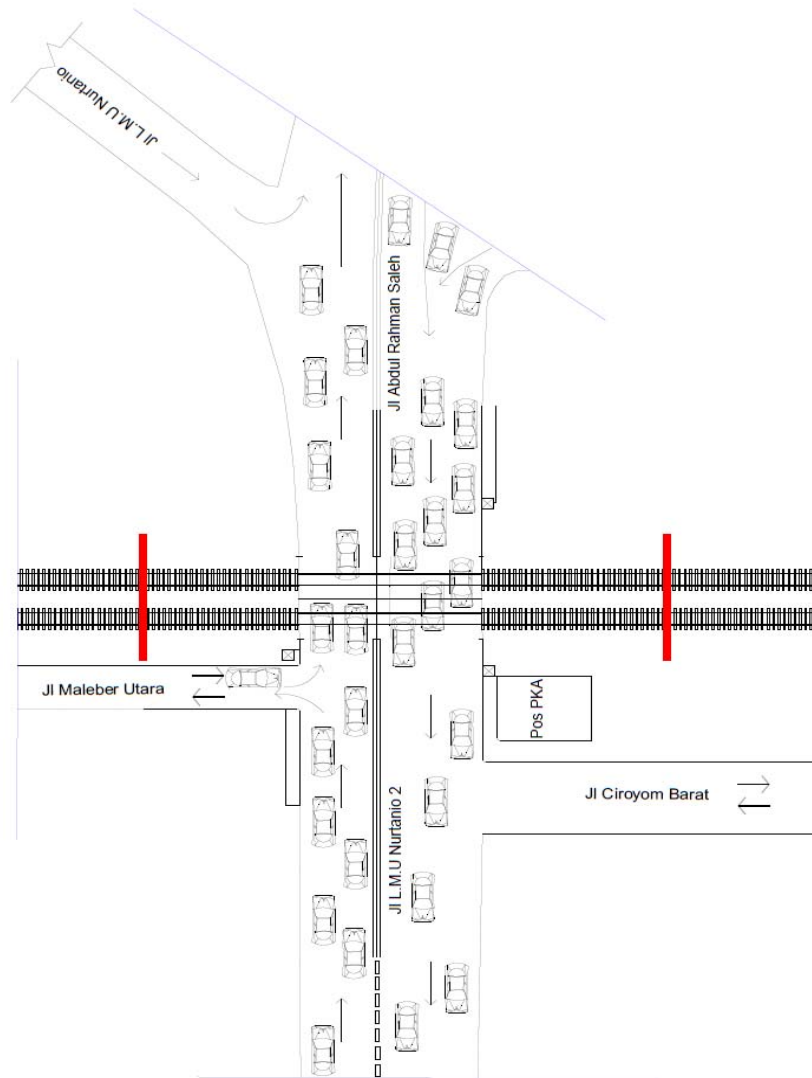 Jl L.M.U Nurtanio
Jl Abdul Rahman Saleh
Jl Maleber Utara
Pos PKA
Jl Ciroyom Barat
Jl L.M.U Nurtanio 2